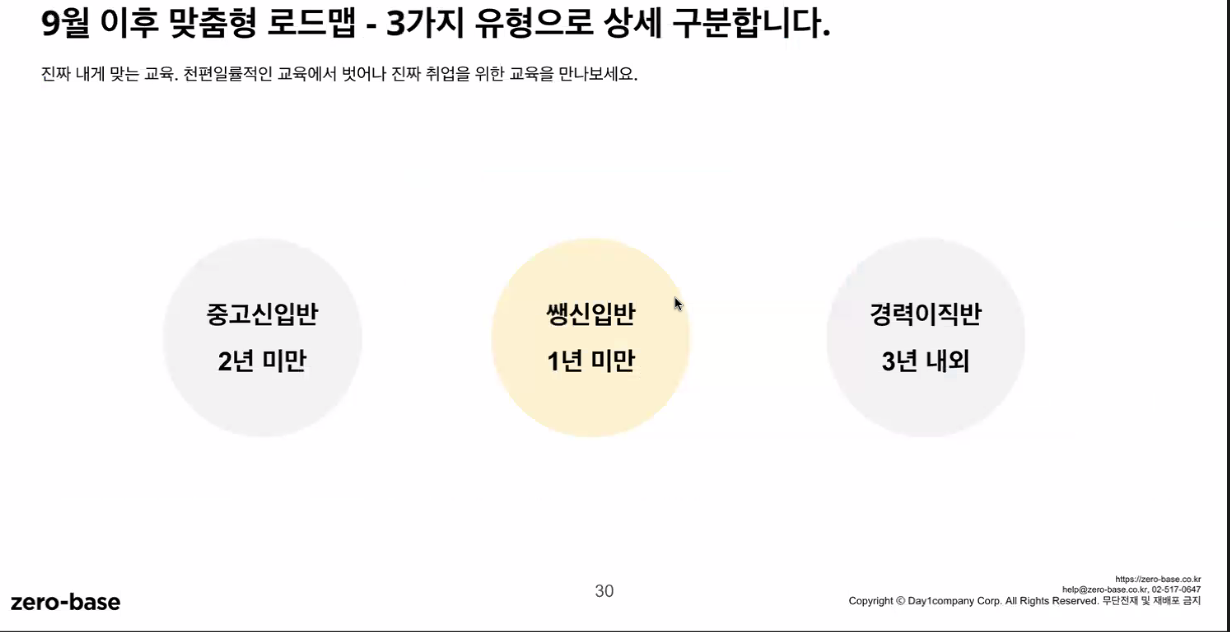 9월 이후 맞춤형 로드맵 - 3가지 유형으로 상세 구분합니다.
진짜 내게 맞는 교육. 천편일률적인 교육에서 벗어나 진짜 취업을 위한 교육을 만나보세요.
중고신입반
2년 미만
쌩신입반
1년 미만
경력이직반
3년 내외
zero-base
30
https://zero-base.co.kr
help@zero-base.co.kr, 02-517-0647
Copyright ⓒ Day1company Corp. All Rights Reserved. 무단전재 및 재배포 금지